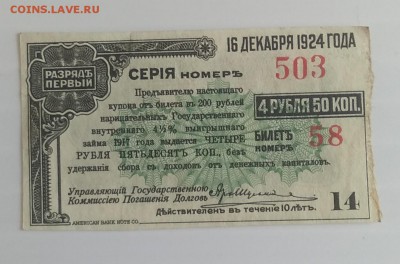 COINS.LAVE.RU
16 ДЕКАБРЯ 1924 ГОДА
РАЗРЯДЪ ПЕРВЫЙ
СЕРІЯ НОМЕРЪ 503
Предъявителю настоящаго
купона отъ билета въ 200 рублей
нарицательныхъ Государственнаго
внутренняго 4½% выигрышнаго
займа 1917 года выдается ЧЕТЫРЕ
РУБЛЯ ПЯТЬДЕСЯТЪ КОП., безъ
удержанія сбора съ доходовъ отъ денежныхъ капиталовъ.
4 РУБЛЯ 50 КОП.
БИЛЕТЪ НОМЕРЪ 58
Управляющій Государственною
Коммиссіею Погашенія Долговъ
14
Дѣйствителенъ въ теченіе 10 лѣтъ.
AMERICAN BANK NOTE CO.